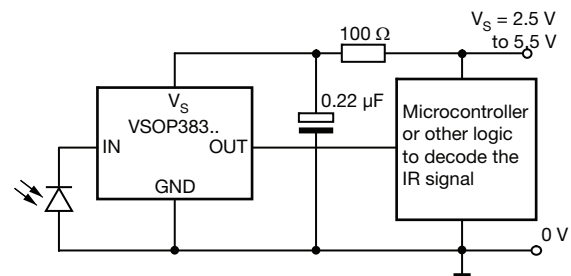 V_S = 2.5 V
to 5.5 V
100 Ω
0.22 µF
V_S
VSOP383..
IN
OUT
GND
Microcontroller
or other logic
to decode the
IR signal
0 V